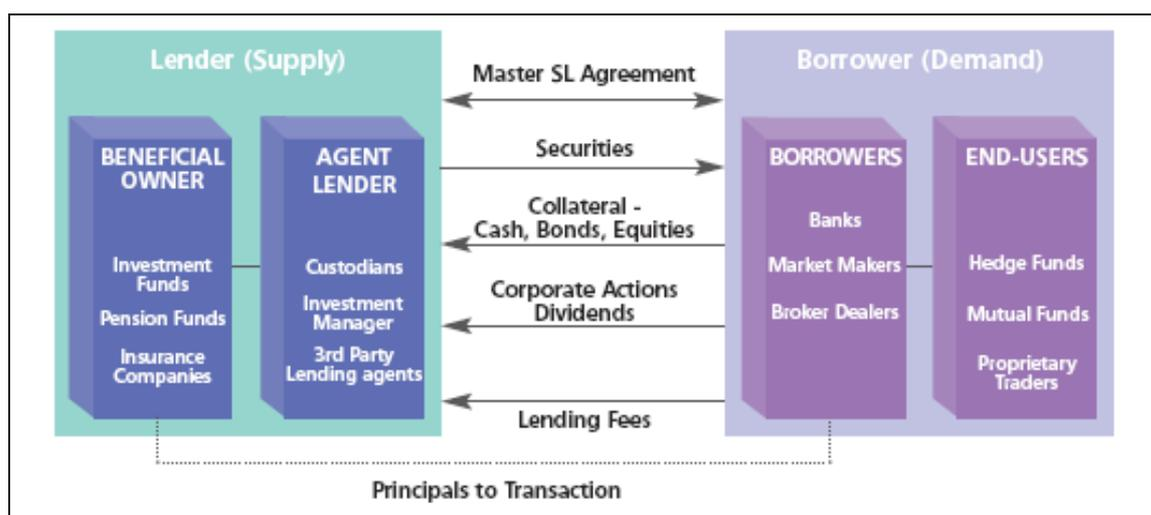 Lender (Supply)
BENEFICIAL
OWNER
Investment
Funds
Pension Funds
Insurance
Companies
AGENT
LENDER
Custodians
Investment
Manager
3rd Party
Lending agents
Master SL Agreement
Securities
Collateral -
Cash, Bonds, Equities
Corporate Actions
Dividends
Lending Fees
Borrower (Demand)
BORROWERS
Banks
Market Makers
Broker Dealers
END-USERS
Hedge Funds
Mutual Funds
Proprietary
Traders
Principals to Transaction